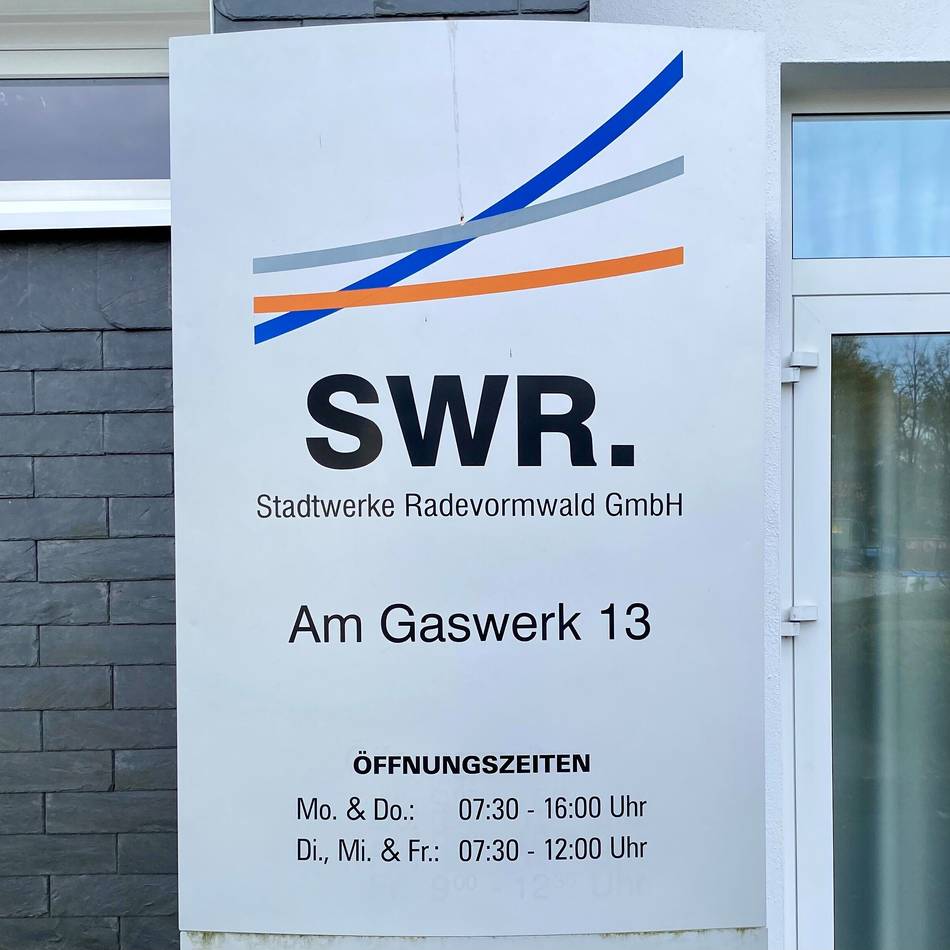 SWR.
Stadtwerke Radevormwald GmbH
Am Gaswerk 13
ÖFFNUNGSZEITEN
Mo. & Do.: 07:30 - 16:00 Uhr
Di., Mi. & Fr.: 07:30 - 12:00 Uhr